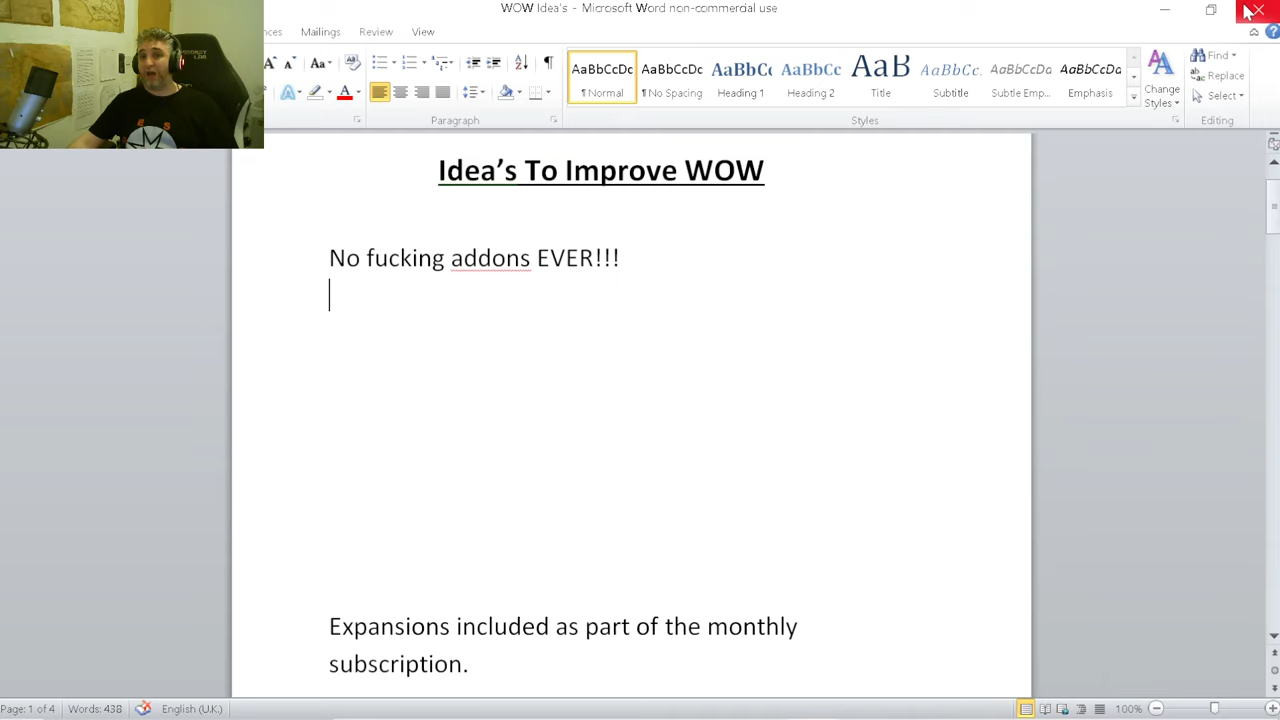 WOW Idea's - Microsoft Word non-commercial use
ences Mailings Review View
Aa
AaBbCcDc AaBbCcDc AaBbCc AaBbCc AaB AaBbCc. AaBbCcDa AaBbCcDa
¶ Normal ¶ No Spacing Heading 1 Heading 2 Title Subtitle Subtle Emp... Emphasis
Change Styles
Find
Replace
Select
Paragraph Styles Editing
Idea's To Improve WOW
No fucking addons EVER!!!
Expansions included as part of the monthly
subscription.
Page: 1 of 4 Words: 438 English (U.K.) 100%